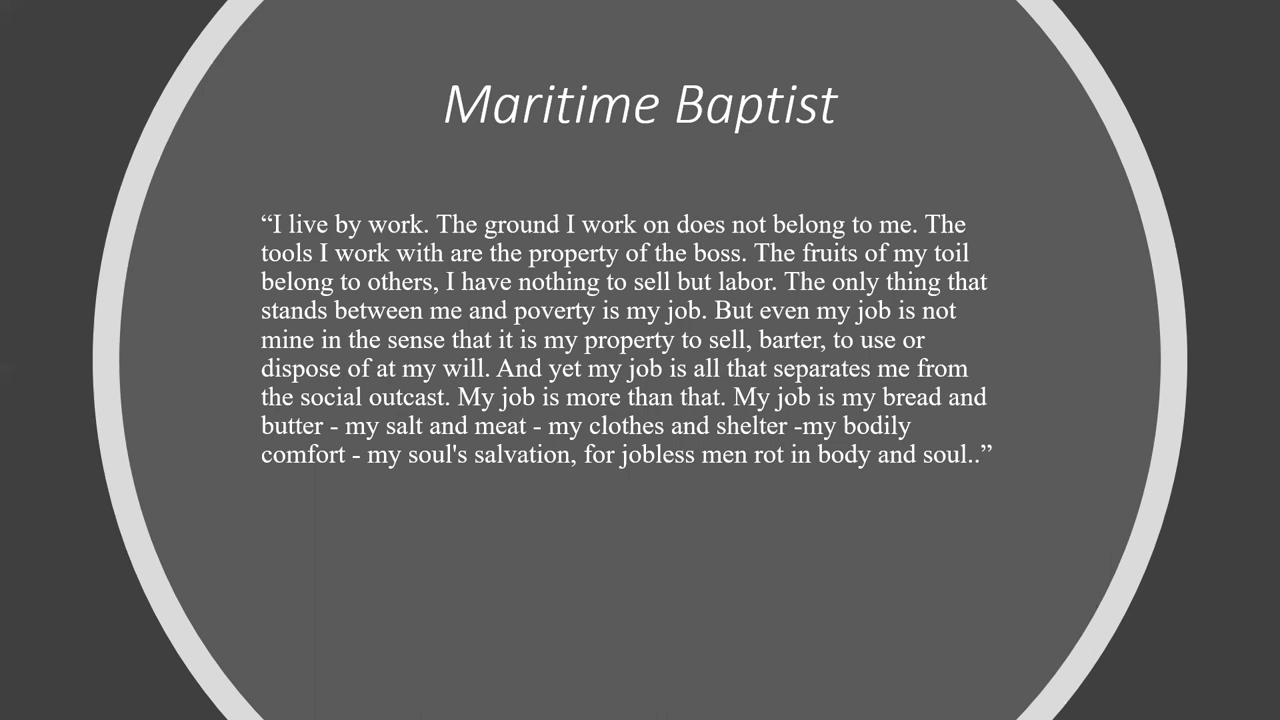 Maritime Baptist
“I live by work. The ground I work on does not belong to me. The
tools I work with are the property of the boss. The fruits of my toil
belong to others, I have nothing to sell but labor. The only thing that
stands between me and poverty is my job. But even my job is not
mine in the sense that it is my property to sell, barter, to use or
dispose of at my will. And yet my job is all that separates me from
the social outcast. My job is more than that. My job is my bread and
butter - my salt and meat - my clothes and shelter -my bodily
comfort - my soul's salvation, for jobless men rot in body and soul..”